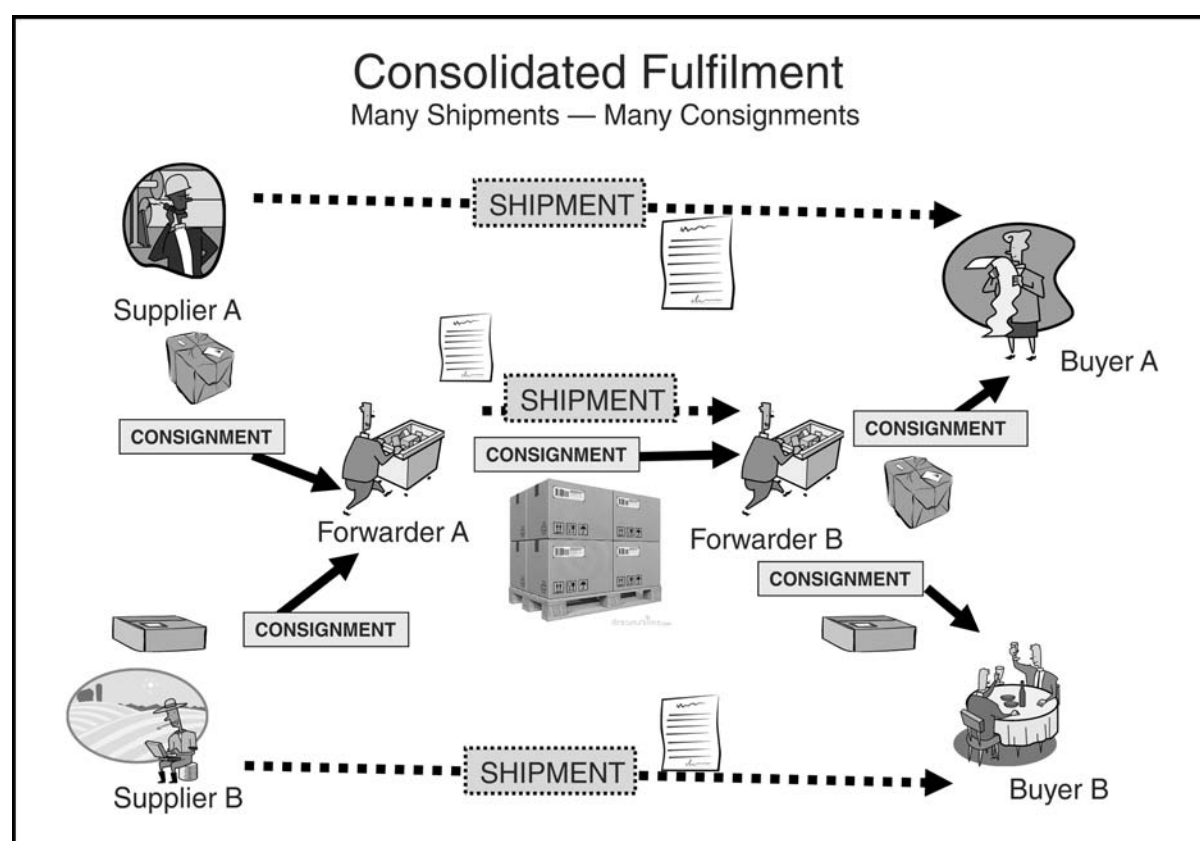 Consolidated Fulfilment
Many Shipments — Many Consignments
SHIPMENT
Supplier A
Buyer A
SHIPMENT
CONSIGNMENT
CONSIGNMENT
CONSIGNMENT
Forwarder A
Forwarder B
CONSIGNMENT
CONSIGNMENT
SHIPMENT
Supplier B
Buyer B